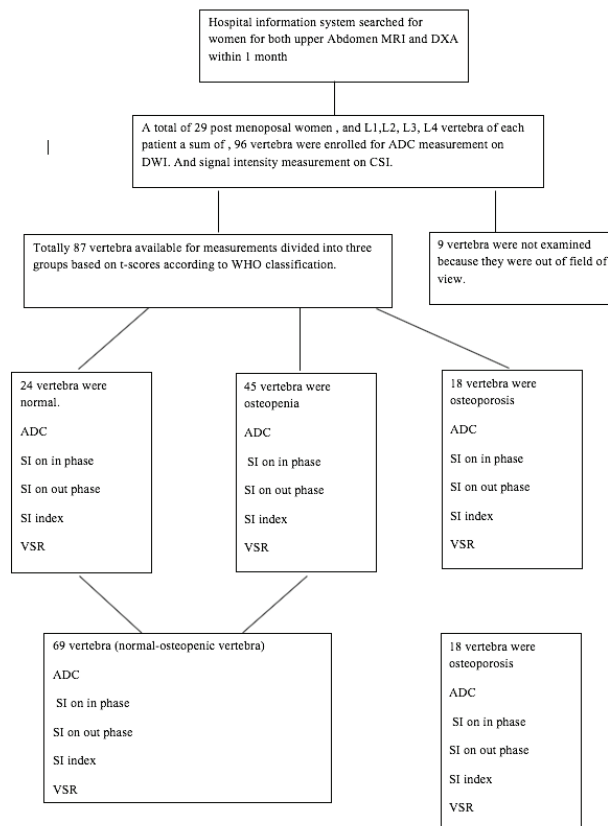 Hospital information system searched for
women for both upper Abdomen MRI and DXA
within 1 month
A total of 29 post menoposal women , and L1,L2, L3, L4 vertebra of each
patient a sum of , 96 vertebra were enrolled for ADC measurement on
DWI. And signal intensity measurement on CSI.
Totally 87 vertebra available for measurements divided into three
groups based on t-scores according to WHO classification.
9 vertebra were not examined
because they were out of field of
view.
24 vertebra were
normal.
ADC
SI on in phase
SI on out phase
SI index
VSR
45 vertebra were
osteopenia
ADC
SI on in phase
SI on out phase
SI index
VSR
18 vertebra were
osteoporosis
ADC
SI on in phase
SI on out phase
SI index
VSR
69 vertebra (normal-osteopenic vertebra)
ADC
SI on in phase
SI on out phase
SI index
VSR
18 vertebra were
osteoporosis
ADC
SI on in phase
SI on out phase
SI index
VSR